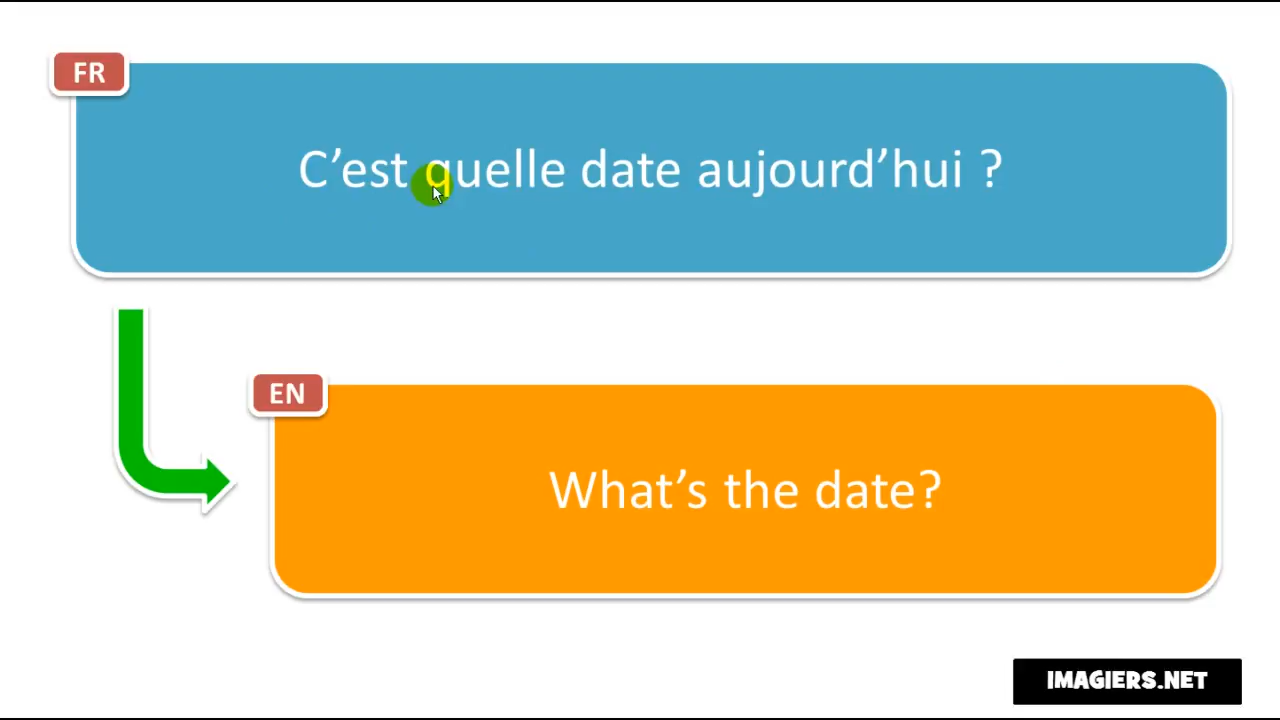 FR
C’est quelle date aujourd’hui ?
EN
What’s the date?
IMAGIERS.NET